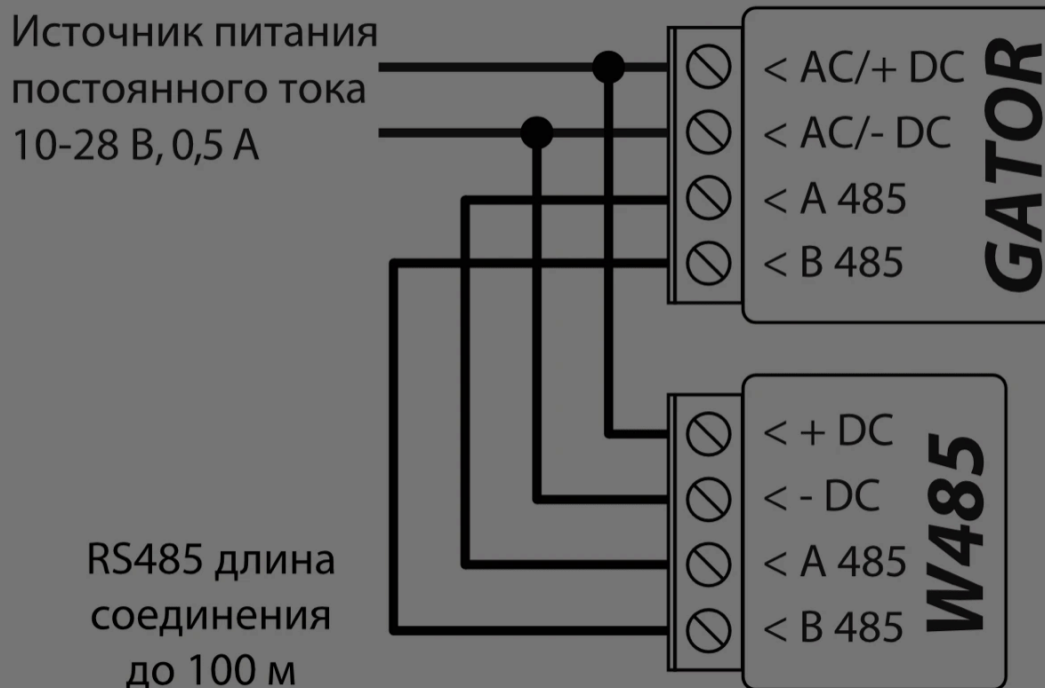 Источник питания
постоянного тока
10-28 В, 0,5 А
< AC/+ DC
< AC/- DC
< A 485
< B 485
GATOR
< + DC
< - DC
< A 485
< B 485
W485
RS485 длина
соединения
до 100 м